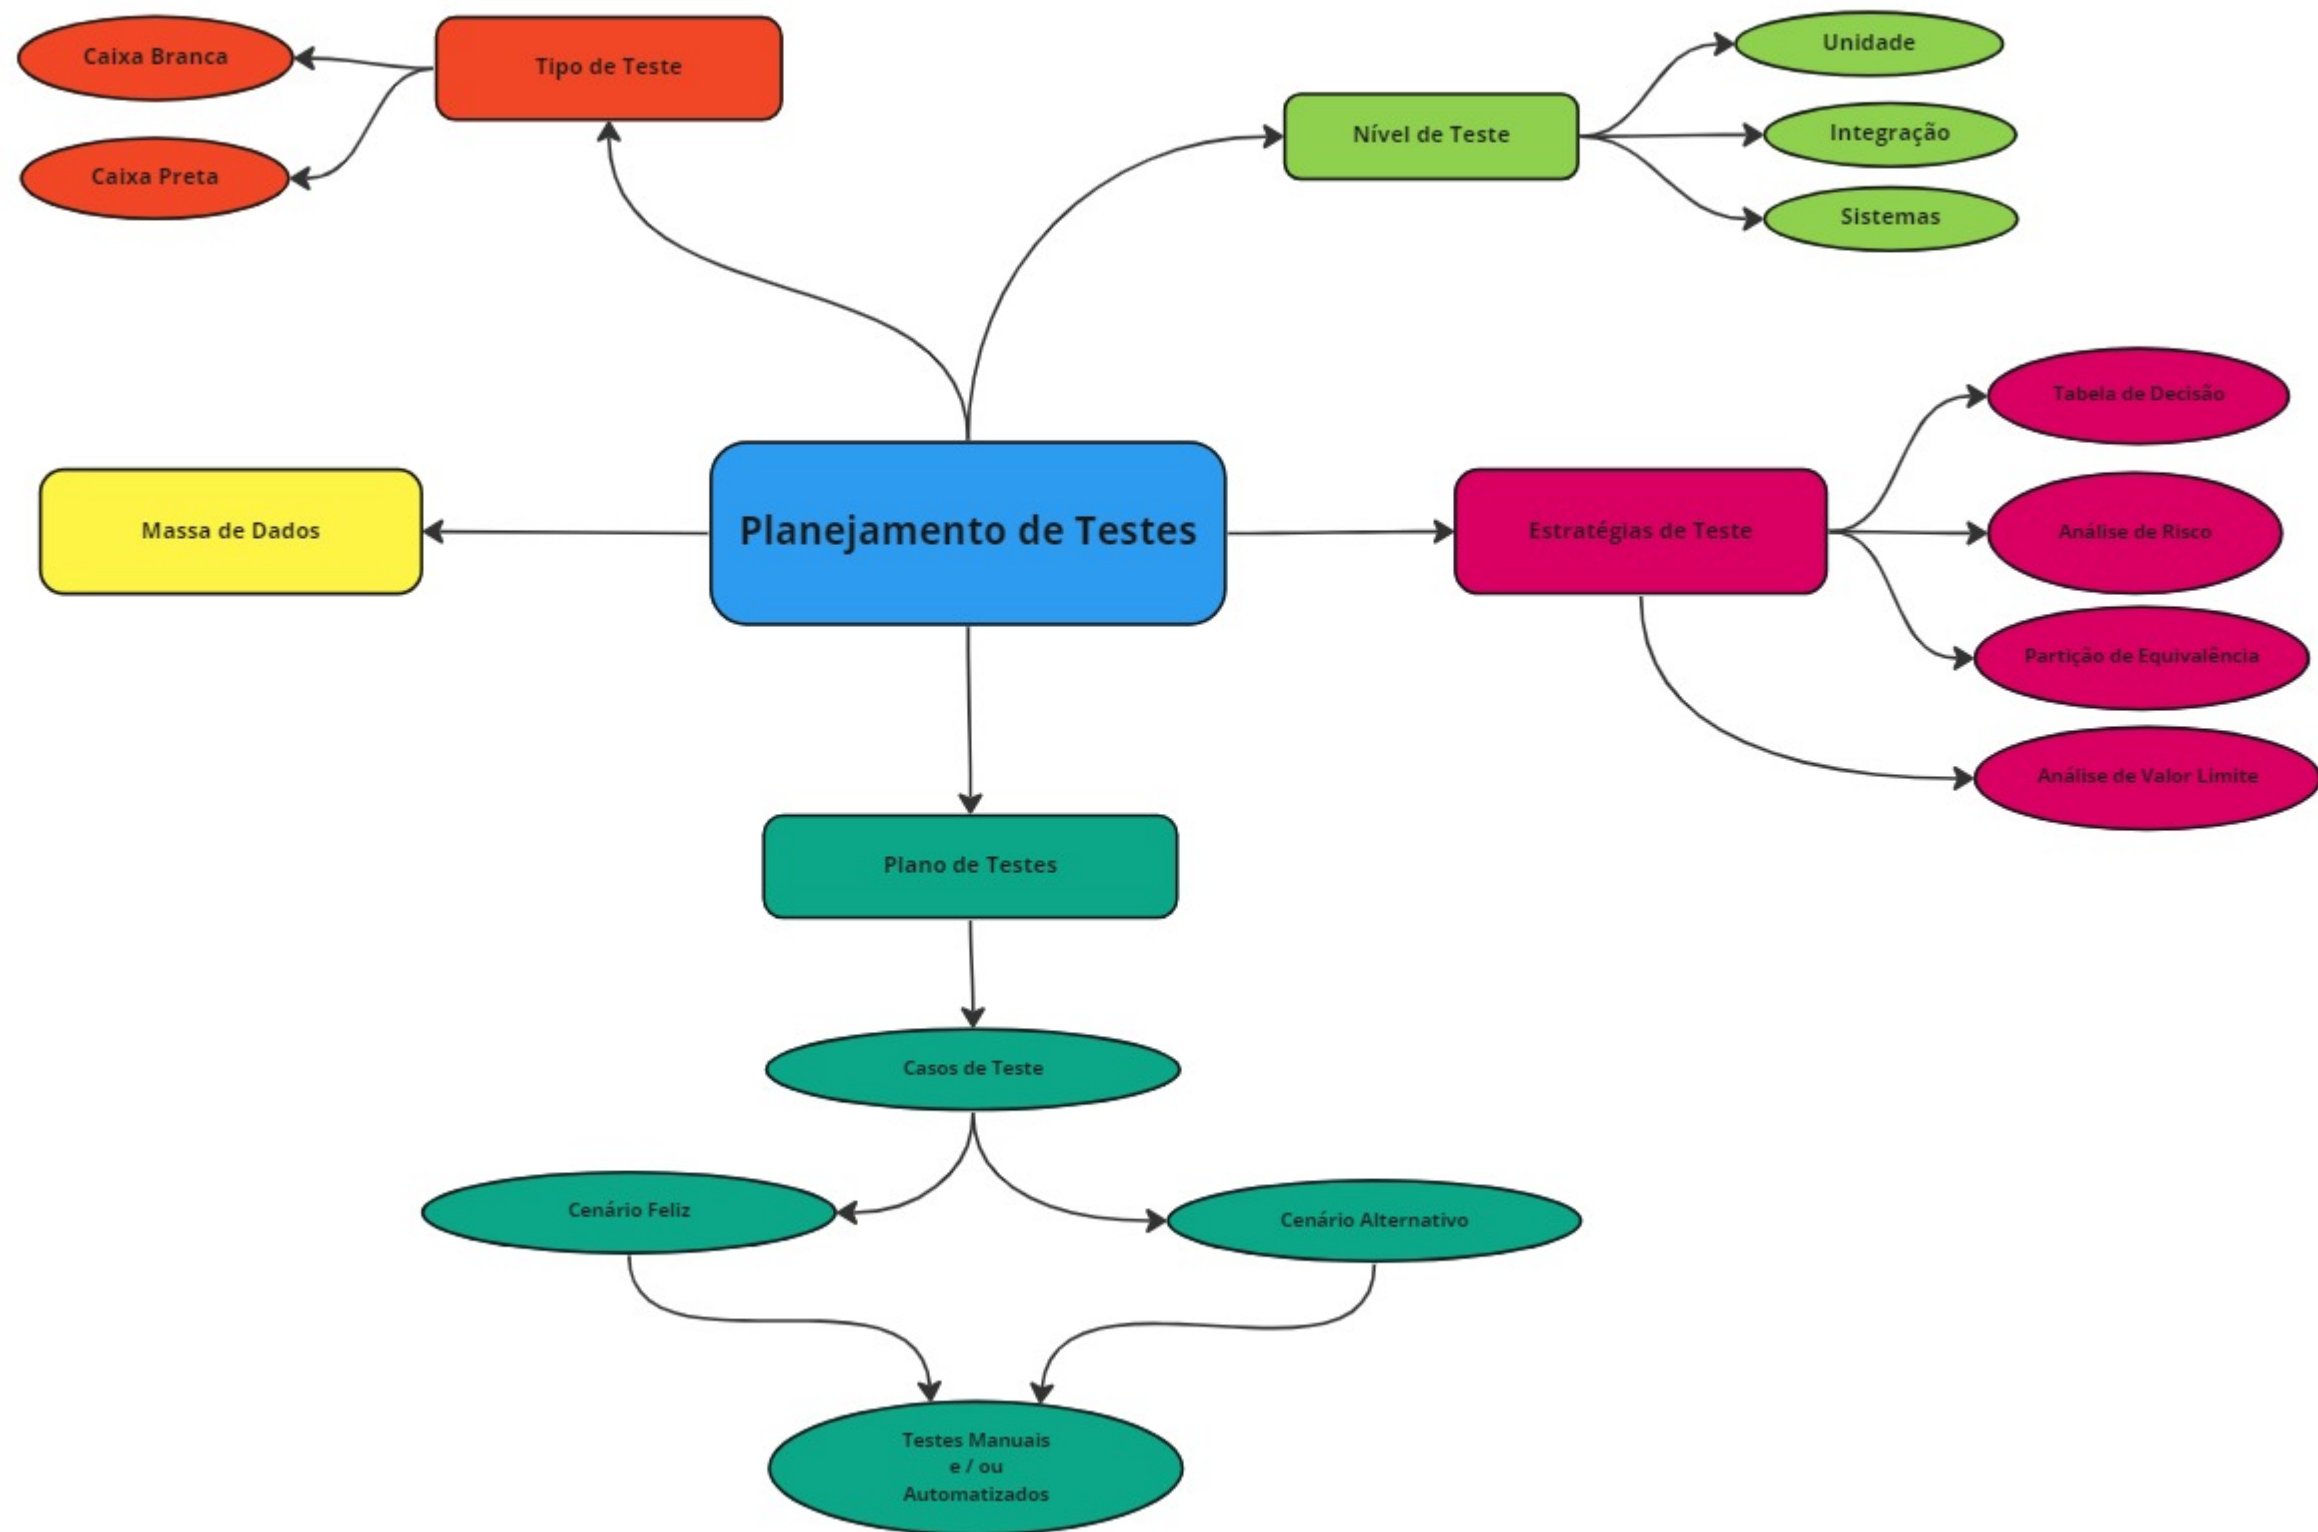 Caixa Branca
Tipo de Teste
Caixa Preta
Unidade
Nível de Teste
Integração
Sistemas
Massa de Dados
Planejamento de Testes
Estratégias de Teste
Tabela de Decisão
Análise de Risco
Partição de Equivalência
Análise de Valor Limite
Plano de Testes
Casos de Teste
Cenário Feliz
Cenário Alternativo
Testes Manuais
e / ou
Automatizados